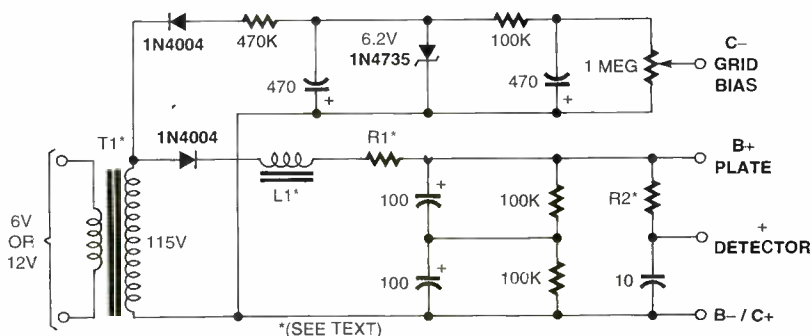 1N4004
470K
6.2V
1N4735
100K
470
+
470
+
1 MEG
C–
GRID
BIAS
T1*
1N4004
L1*
R1*
B+
PLATE
6V
OR
12V
115V
100
+
100K
R2*
+
DETECTOR
100
+
100K
10
B– / C+
*(SEE TEXT)